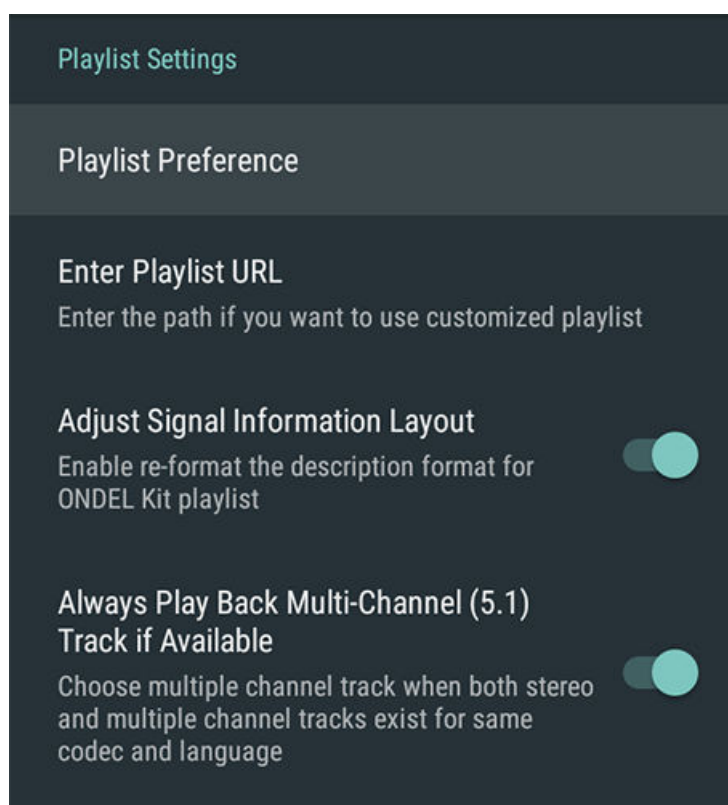 Playlist Settings
Playlist Preference
Enter Playlist URL
Enter the path if you want to use customized playlist
Adjust Signal Information Layout
Enable re-format the description format for
ONDEL Kit playlist
Always Play Back Multi-Channel (5.1)
Track if Available
Choose multiple channel track when both stereo
and multiple channel tracks exist for same
codec and language